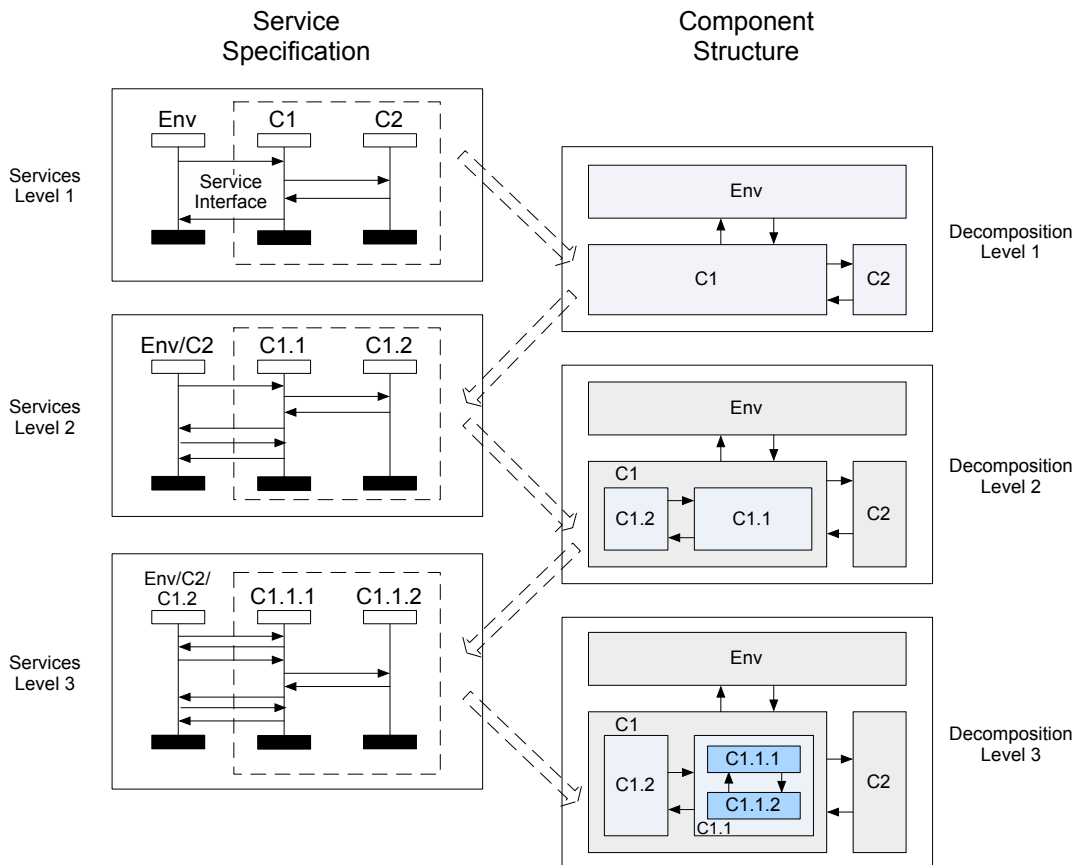 Service
Specification
Component
Structure
Services
Level 1
Env
C1
C2
Service
Interface
Env
C1
C2
Decomposition
Level 1
Services
Level 2
Env/C2
C1.1
C1.2
Env
C1
C1.2
C1.1
C2
Decomposition
Level 2
Services
Level 3
Env/C2/
C1.2
C1.1.1
C1.1.2
Env
C1
C1.2
C1.1.1
C1.1.2
C1.1
C2
Decomposition
Level 3